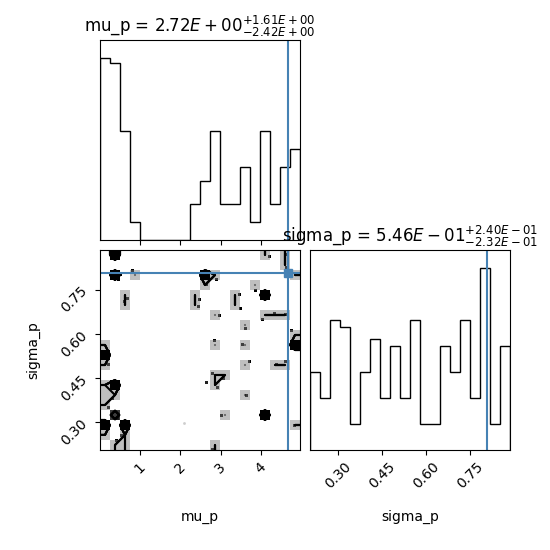 mu_p = 2.72E+00+1.61E+00−2.42E+00
sigma_p = 5.46E−01+2.40E−01−2.32E−01
0.75
0.60
0.45
0.30
sigma_p
1 2 3 4
0.30 0.45 0.60 0.75
mu_p
sigma_p